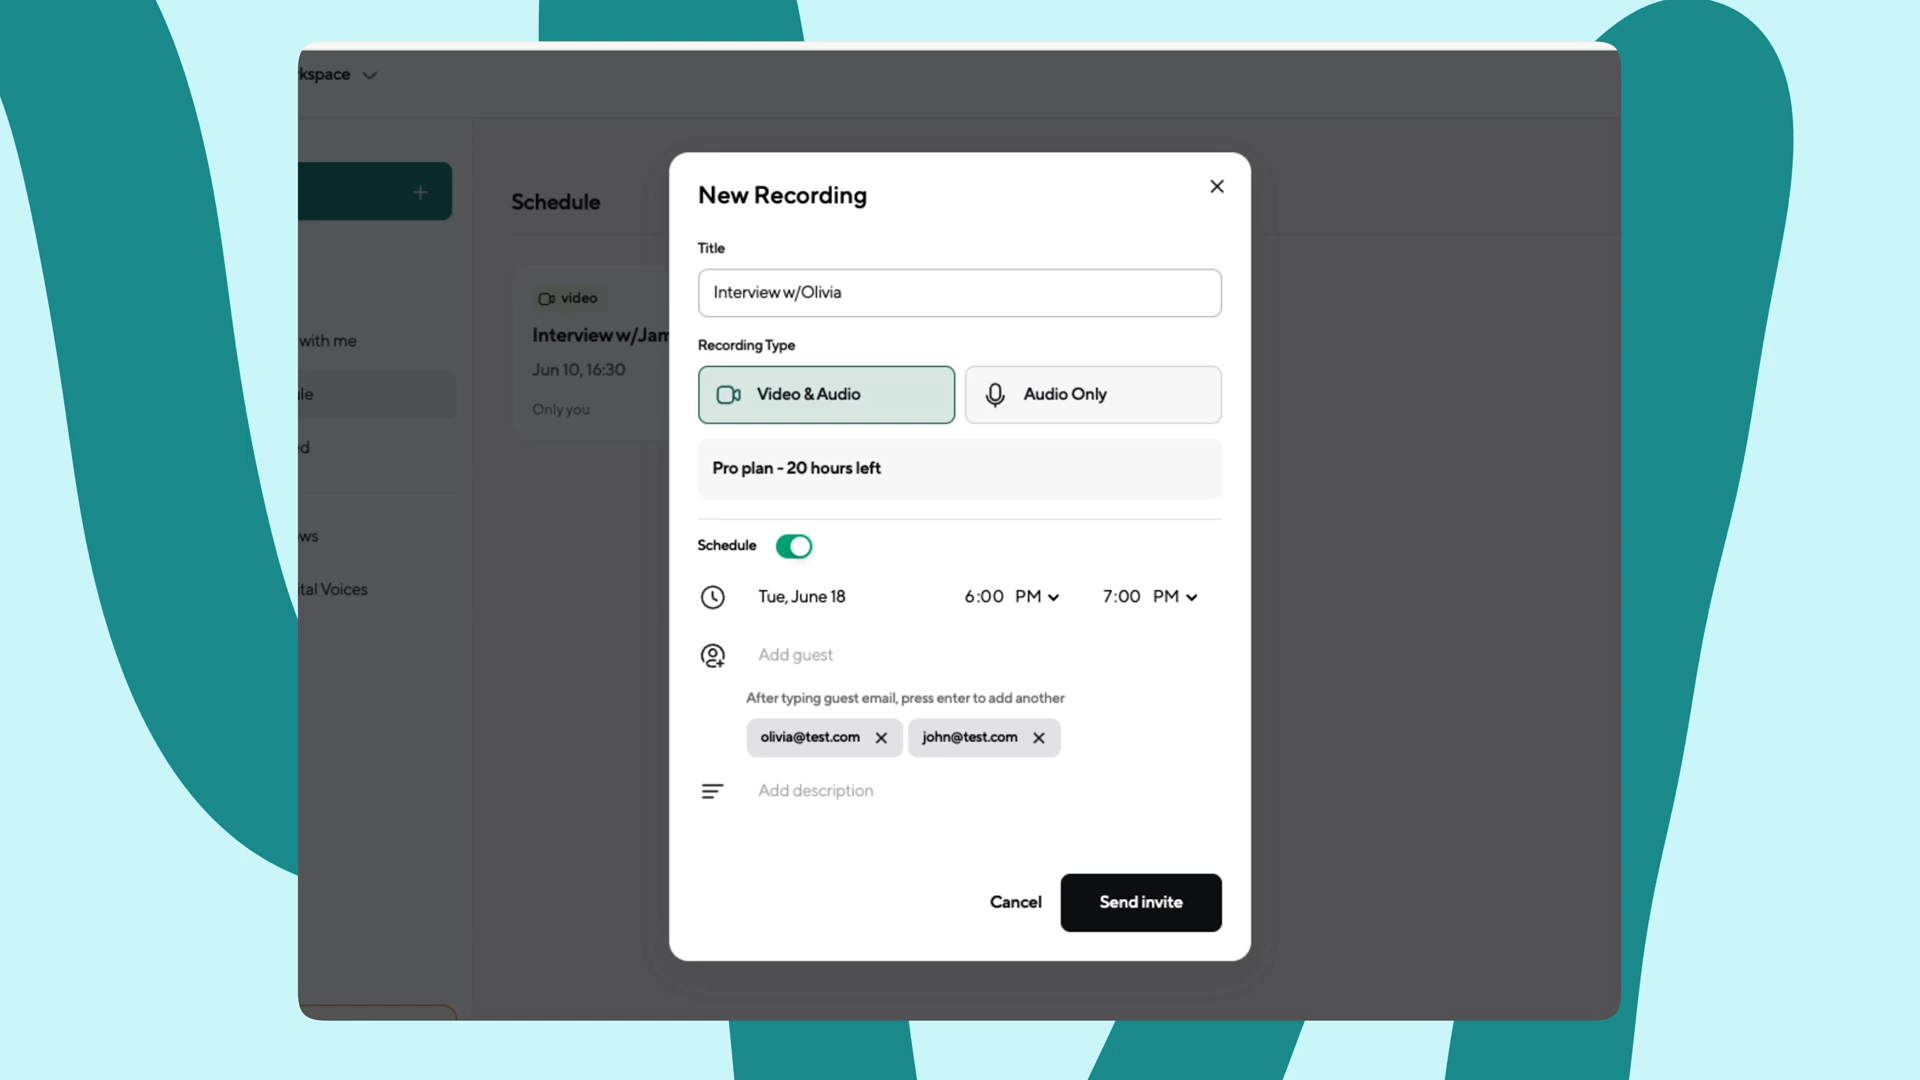 kspace
New Recording
Schedule
Title
video
Interview w/Olivia
Interview w/Jam
with me
Recording Type
Jun 10, 16:30
Video & Audio
Audio Only
le
Only you
ed
Pro plan - 20 hours left
ws
Schedule
ital Voices
Tue, June 18
6:00 PM
7:00 PM
Add guest
After typing guest email, press enter to add another
olivia@test.com
john@test.com
Add description
Cancel
Send invite